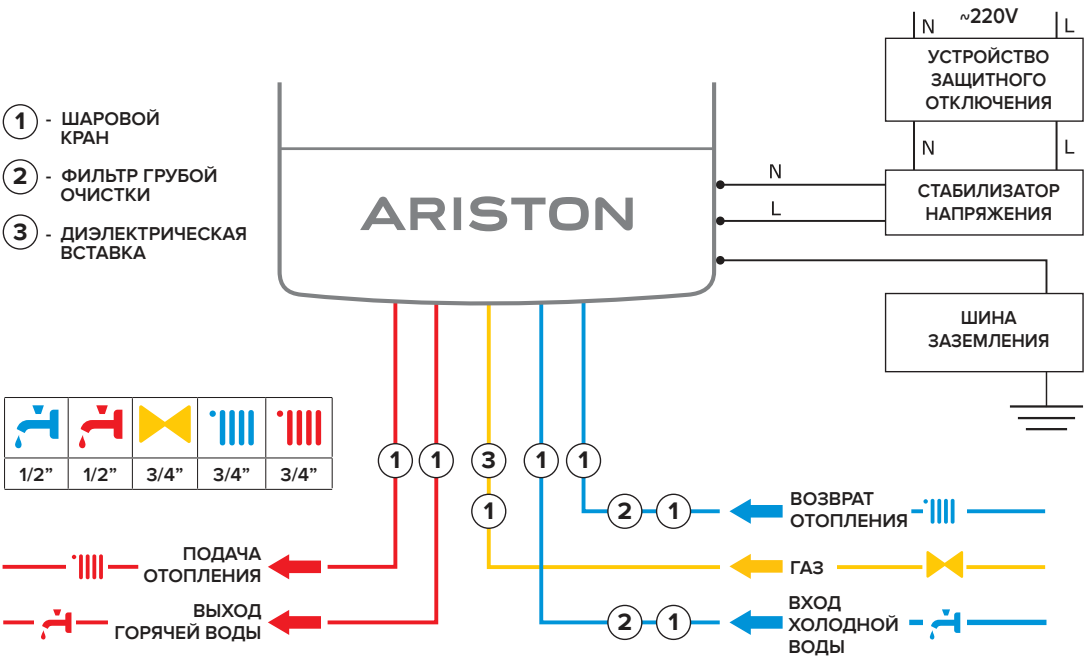 N ~220V L
УСТРОЙСТВО
ЗАЩИТНОГО
ОТКЛЮЧЕНИЯ
N L
СТАБИЛИЗАТОР
НАПРЯЖЕНИЯ
N
L
ШИНА
ЗАЗЕМЛЕНИЯ
1 - ШАРОВОЙ
КРАН
2 - ФИЛЬТР ГРУБОЙ
ОЧИСТКИ
3 - ДИЭЛЕКТРИЧЕСКАЯ
ВСТАВКА
ARISTON
1/2” 1/2” 3/4” 3/4” 3/4”
1 1 3 1 1
1
2 1
ВОЗВРАТ
ОТОПЛЕНИЯ
ПОДАЧА
ОТОПЛЕНИЯ
ГАЗ
ВЫХОД
ГОРЯЧЕЙ ВОДЫ
2 1
ВХОД
ХОЛОДНОЙ
ВОДЫ